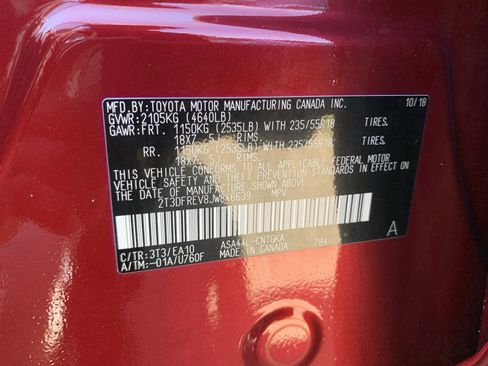 MFD.BY:TOYOTA MOTOR MANUFACTURING CANADA INC. 10/18
GVWR:2105KG (4640LB)
GAWR:FRT. 1150KG (2535LB) WITH 235/55R18 TIRES.
18X7.5J RIMS.
RR. 1150KG (2535LB) WITH 235/55R18 TIRES.
18X7.5J RIMS.
THIS VEHICLE CONFORMS TO ALL APPLICABLE FEDERAL MOTOR
VEHICLE SAFETY AND THEFT PREVENTION STANDARDS IN EFFECT ON
THE DATE OF MANUFACTURE SHOWN ABOVE.
2T3DFREV8JW846639 MPV
A
C/TR:3T3/EA10 ASA44L-CNTGKA 784
A/TM:-01A/U760F MADE IN CANADA